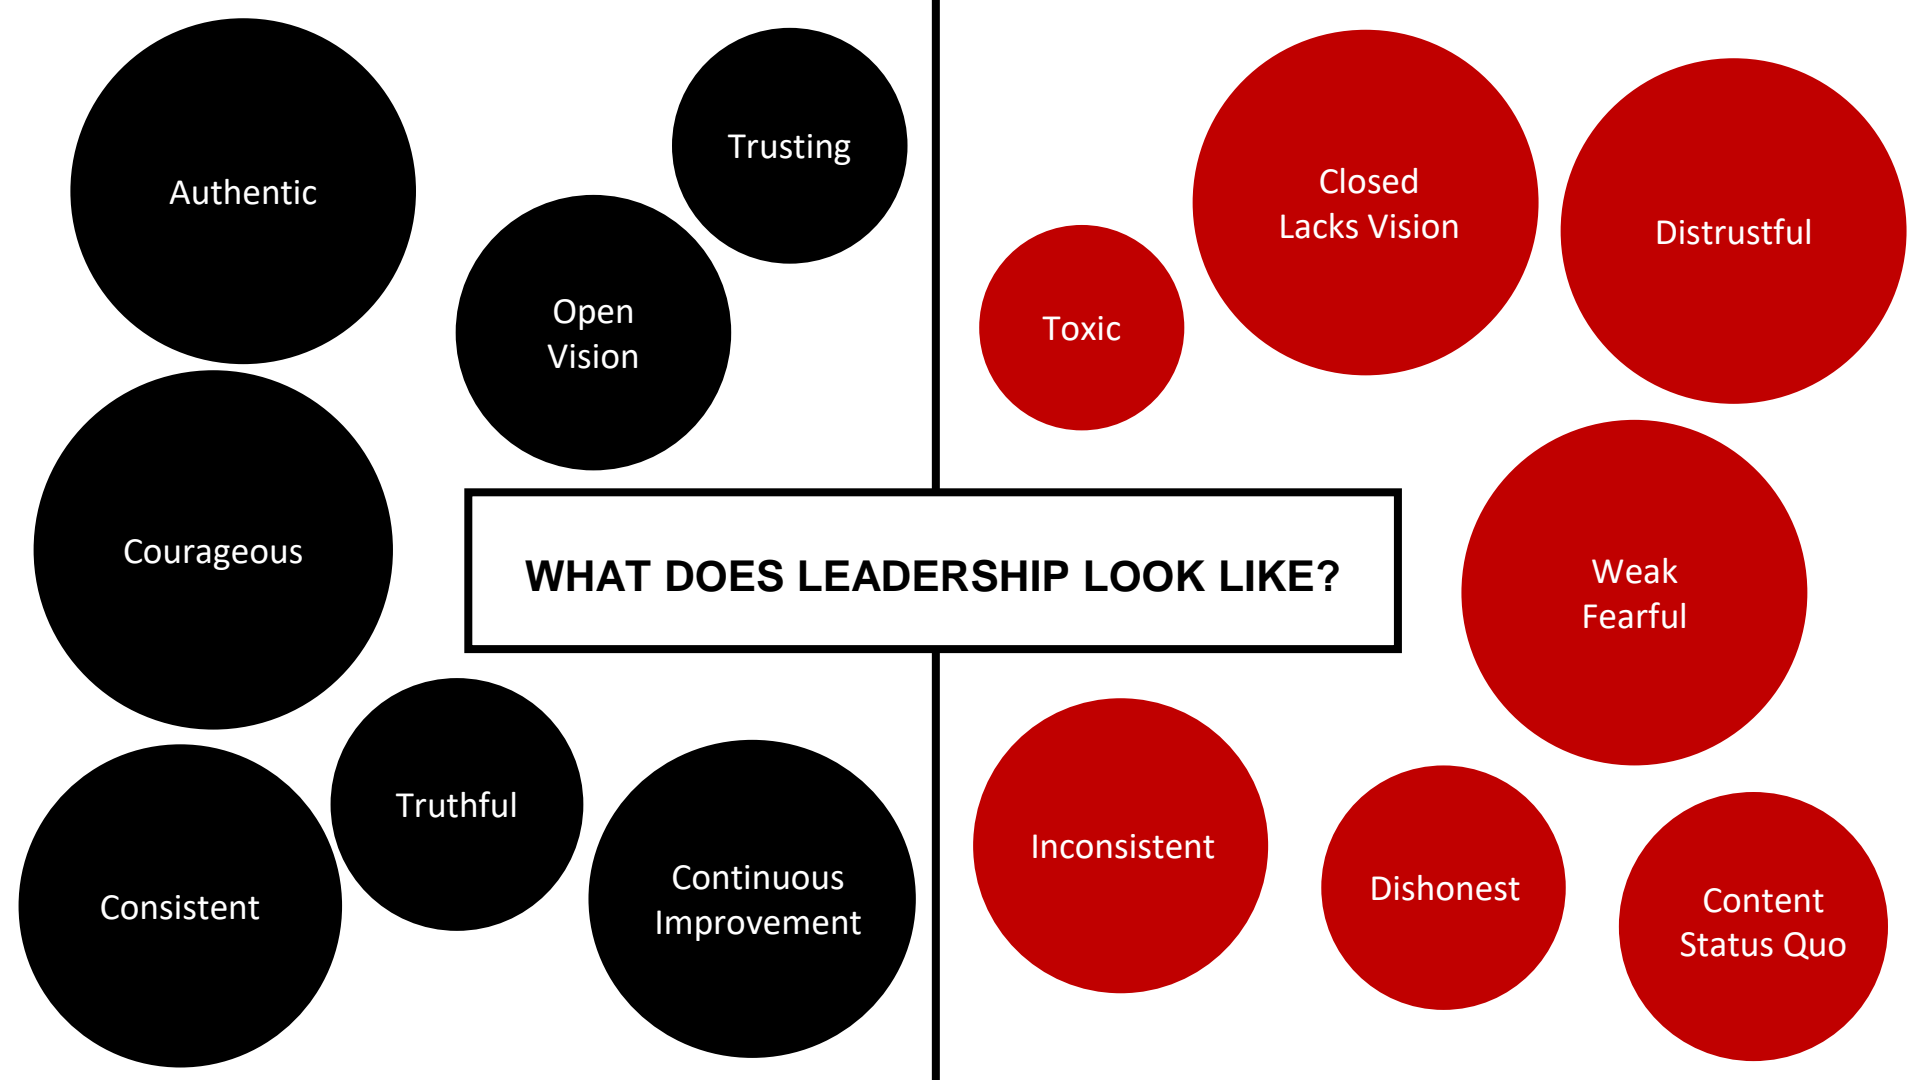 Authentic
Trusting
Open
Vision
Courageous
Truthful
Consistent
Continuous
Improvement
WHAT DOES LEADERSHIP LOOK LIKE?
Closed
Lacks Vision
Distrustful
Toxic
Weak
Fearful
Inconsistent
Dishonest
Content
Status Quo